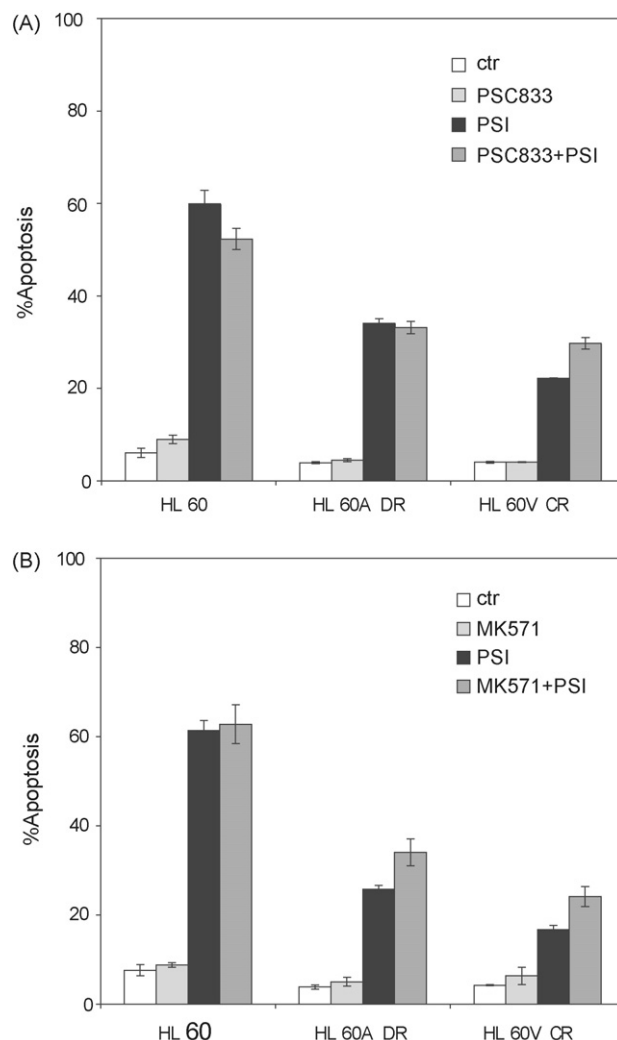 (A)
100
80
60
40
20
0
%Apoptosis
ctr
PSC833
PSI
PSC833+PSI
HL 60
HL 60A DR
HL 60V CR
(B)
100
80
60
40
20
0
%Apoptosis
ctr
MK571
PSI
MK571+PSI
HL 60
HL 60A DR
HL 60V CR